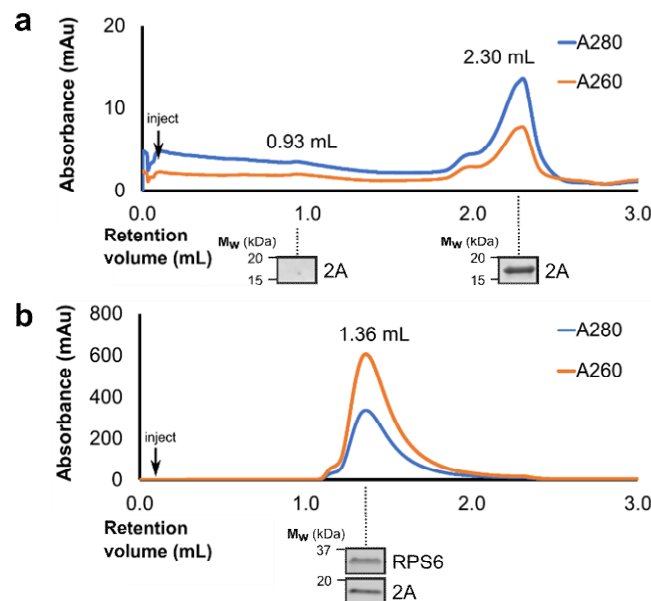 a
Absorbance (mAu)
20
10
0
inject
0.93 mL
2.30 mL
A280
A260
0.0
1.0
2.0
3.0
Retention
volume (mL)
Mw (kDa)
20
15
2A
Mw (kDa)
20
15
2A
b
Absorbance (mAu)
800
600
400
200
0
inject
1.36 mL
A280
A260
0.0
1.0
2.0
3.0
Retention
volume (mL)
Mw (kDa)
37
RPS6
20
2A
15